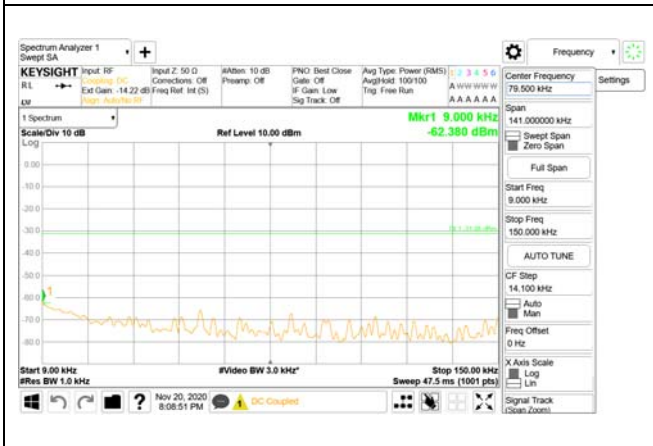 Spectrum Analyzer 1
Swept SA
+
Frequency
KEYSIGHT
RL
Input: RF
Coupling: DC
Ext Gain: -14.22 dB
Align: Auto/No RF
Input Z: 50 Ω
Corrections: Off
Freq Ref: Int (S)
#Atten: 10 dB
Preamp: Off
PNO: Best Close
Gate: Off
IF Gain: Low
Sig Track: Off
Avg Type: Power (RMS)
Avg|Hold: 100/100
Trig: Free Run
1 2 3 4 5 6
A W W W W W
A A A A A A
1 Spectrum
Scale/Div 10 dB
Ref Level 10.00 dBm
Mkr1 9.000 kHz
-62.380 dBm
Log
0.00
-10.0
-20.0
-30.0
-40.0
-50.0
-60.0
-70.0
-80.0
1
Start 9.00 kHz
#Res BW 1.0 kHz
#Video BW 3.0 kHz*
Stop 150.00 kHz
Sweep 47.5 ms (1001 pts)
?
Nov 20, 2020
8:08:51 PM
DC Coupled
Center Frequency
79.500 kHz
Settings
Span
141.000000 kHz
Swept Span
Zero Span
Full Span
Start Freq
9.000 kHz
Stop Freq
150.000 kHz
AUTO TUNE
CF Step
14.100 kHz
Auto
Man
Freq Offset
0 Hz
X Axis Scale
Log
Lin
Signal Track
(Span Zoom)